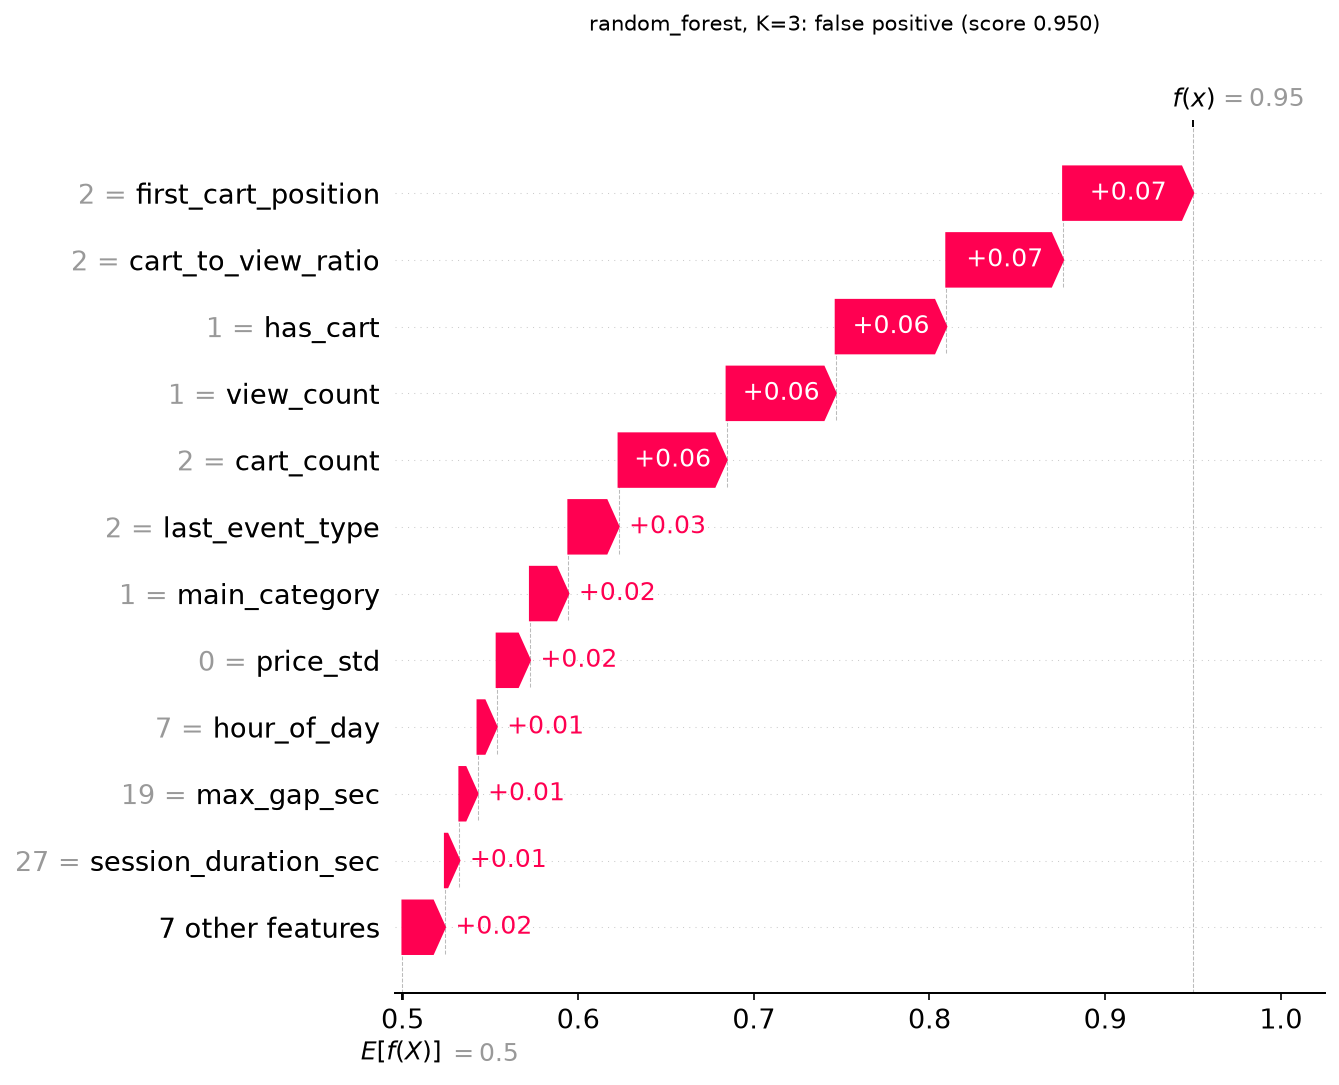 random_forest, K=3: false positive (score 0.950)
f(x) = 0.95
2 = first_cart_position +0.07
2 = cart_to_view_ratio +0.07
1 = has_cart +0.06
1 = view_count +0.06
2 = cart_count +0.06
2 = last_event_type +0.03
1 = main_category +0.02
0 = price_std +0.02
7 = hour_of_day +0.01
19 = max_gap_sec +0.01
27 = session_duration_sec +0.01
7 other features +0.02
0.5 0.6 0.7 0.8 0.9 1.0
E[f(X)] = 0.5